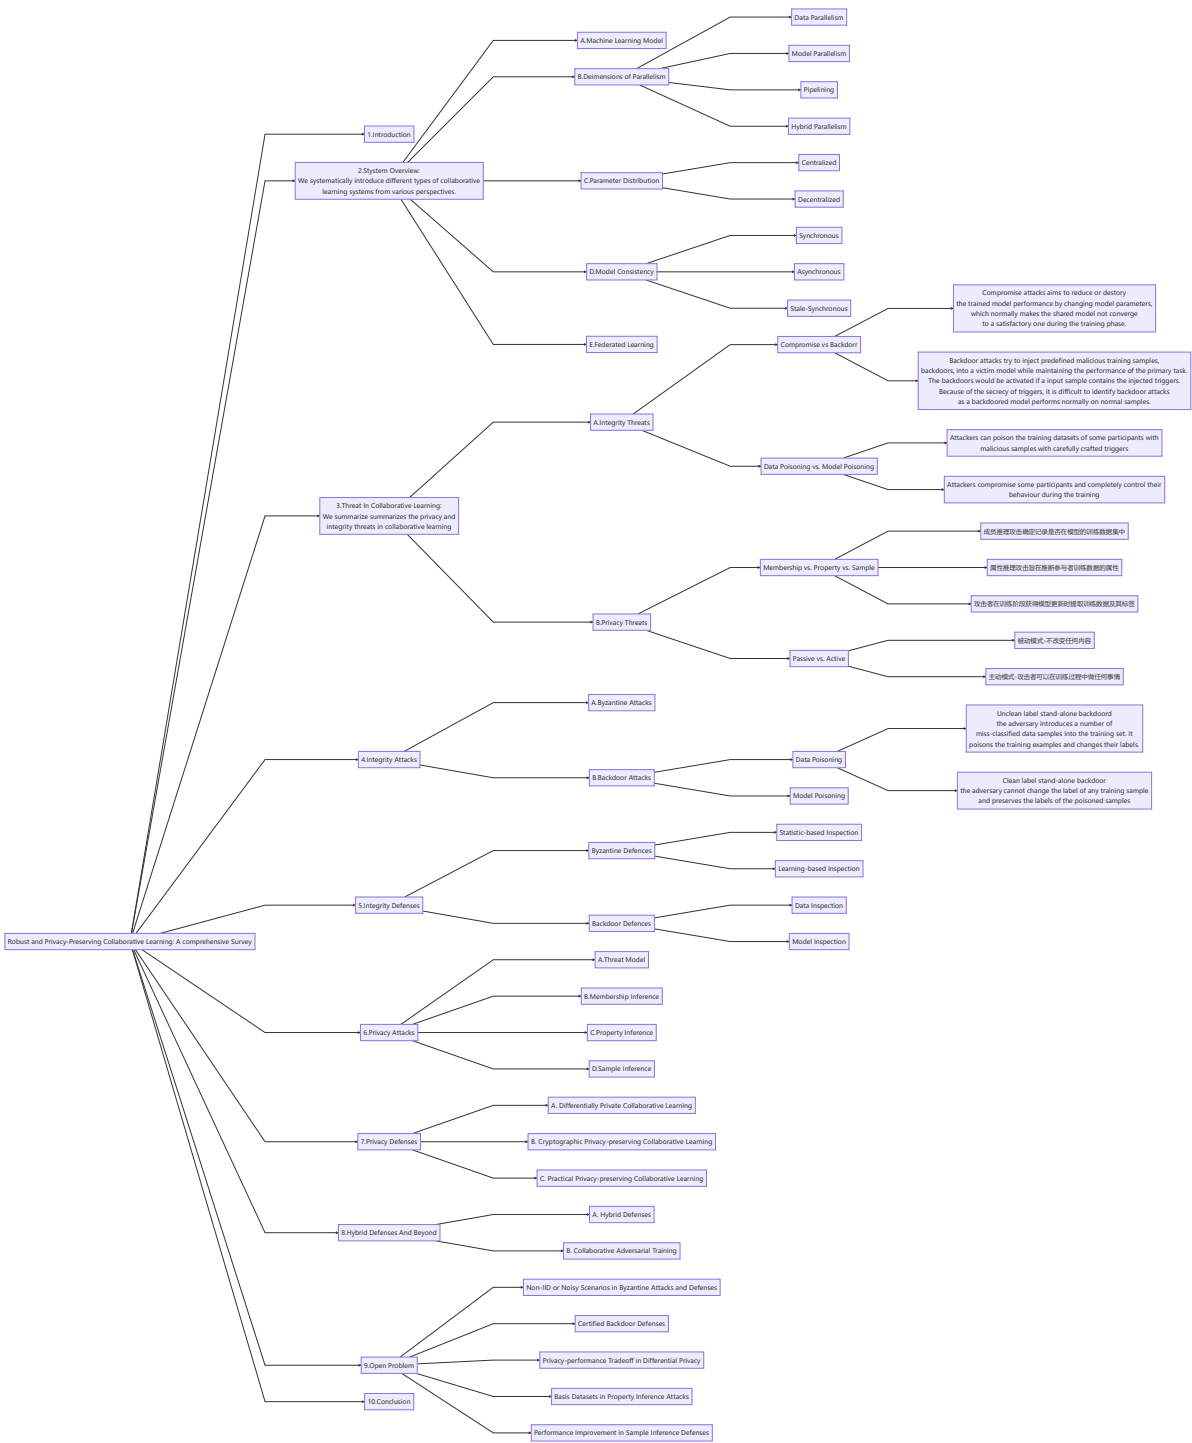 Robust and Privacy-Preserving Collaborative Learning: A comprehensive Survey
1.Introduction
2.Stystem Overview:
We systematically introduce different types of collaborative
learning systems from various perspectives.
A.Machine Learning Model
B.Deimensions of Parallelism
Data Parallelism
Model Parallelism
Pipelining
Hybrid Parallelism
C.Parameter Distribution
Centralized
Decentralized
D.Model Consistency
Synchronous
Asynchronous
Stale-Synchronous
E.Federated Learning
3.Threat In Collaborative Learning:
We summarize summarizes the privacy and
integrity threats in collaborative learning
A.Integrity Threats
Compromise vs Backdorr
Compromise attacks aims to reduce or destory
the trained model performance by changing model parameters,
which normally makes the shared model not converge
to a satisfactory one during the training phase.
Backdoor attacks try to inject predefined malicious training samples,
backdoors, into a victim model while maintaining the performance of the primary task.
The backdoors would be activated if a input sample contains the injected triggers.
Because of the secrecy of triggers, it is difficult to identify backdoor attacks
as a backdoored model performs normally on normal samples.
Data Poisoning vs. Model Poisoning
Attackers can poison the training datasets of some participants with
malicious samples with carefully crafted triggers
Attackers compromise some participants and completely control their
behaviour during the training
B.Privacy Threats
Membership vs. Property vs. Sample
成员推理攻击确定记录是否在模型的训练数据集中
属性推理攻击旨在推断参与者训练数据的属性
攻击者在训练阶段获得模型更新时提取训练数据及其标签
Passive vs. Active
被动模式-不改变任何内容
主动模式-攻击者可以在训练过程中做任何事情
4.Integrity Attacks
A.Byzantine Attacks
B.Backdoor Attacks
Data Poisoning
Unclean label stand-alone backdoord
the adversary introduces a number of
miss-classified data samples into the training set. It
poisons the training examples and changes their labels.
Clean label stand-alone backdoor
the adversary cannot change the label of any training sample
and preserves the labels of the poisoned samples
Model Poisoning
5.Integrity Defenses
Byzantine Defences
Statistic-based Inspection
Learning-based Inspection
Backdoor Defences
Data Inspection
Model Inspection
6.Privacy Attacks
A.Threat Model
B.Membership Inference
C.Property Inference
D.Sample Inference
7.Privacy Defenses
A. Differentially Private Collaborative Learning
B. Cryptographic Privacy-preserving Collaborative Learning
C. Practical Privacy-preserving Collaborative Learning
8.Hybrid Defenses And Beyond
A. Hybrid Defenses
B. Collaborative Adversarial Training
9.Open Problem
Non-IID or Noisy Scenarios in Byzantine Attacks and Defenses
Certified Backdoor Defenses
Privacy-performance Tradeoff in Differential Privacy
Basis Datasets in Property Inference Attacks
Performance Improvement in Sample Inference Defenses
10.Conclusion